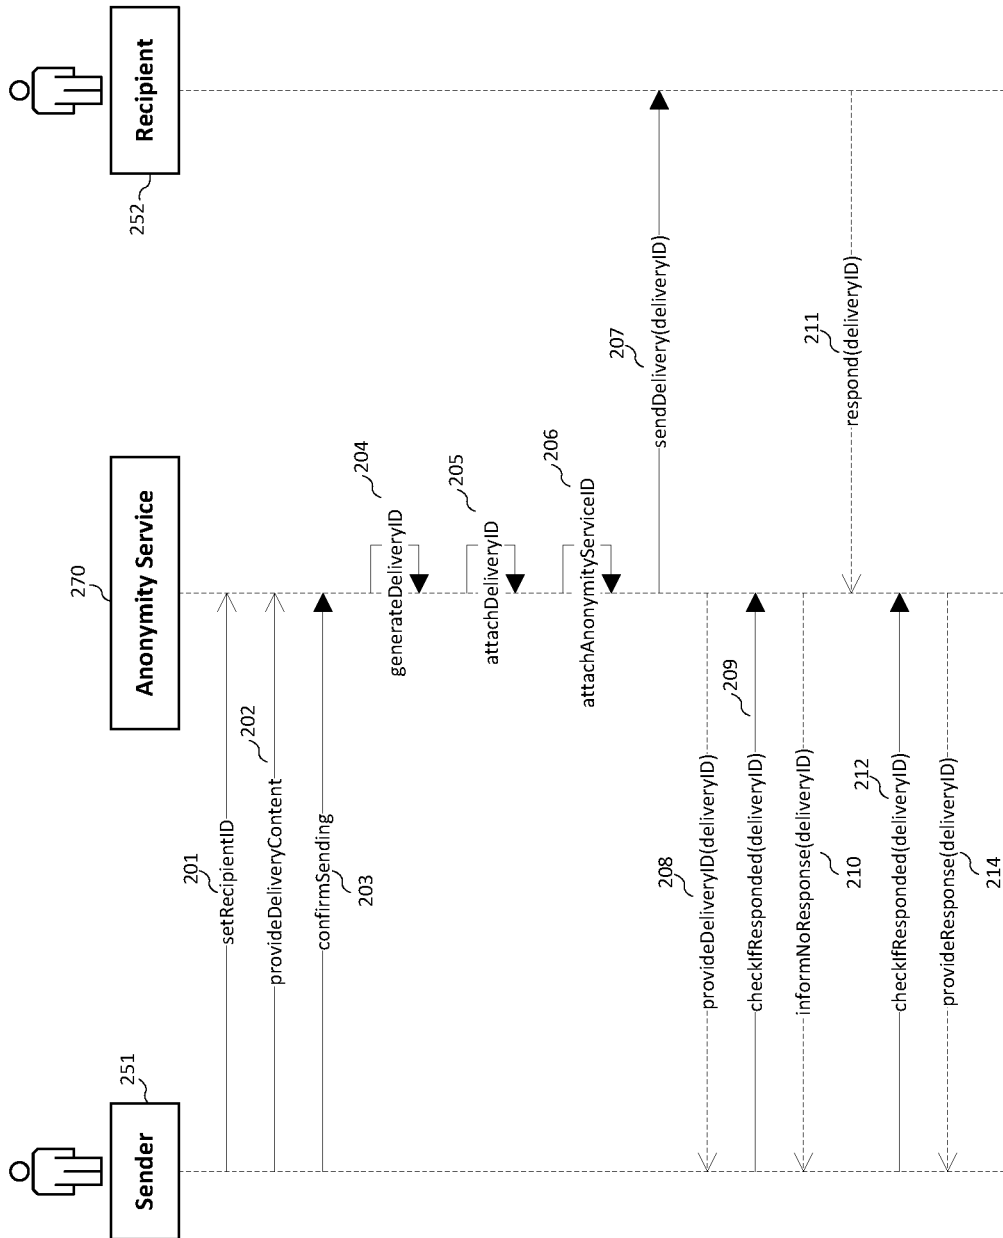 Sender
251
Anonymity Service
270
Recipient
252
201
setRecipientID
202
provideDeliveryContent
confirmSending
203
204
generateDeliveryID
205
attachDeliveryID
206
attachAnonymityServiceID
207
sendDelivery(deliveryID)
208
provideDeliveryID(deliveryID)
209
checkIfResponded(deliveryID)
informNoResponse(deliveryID)
210
211
respond(deliveryID)
212
checkIfResponded(deliveryID)
provideResponse(deliveryID)
214